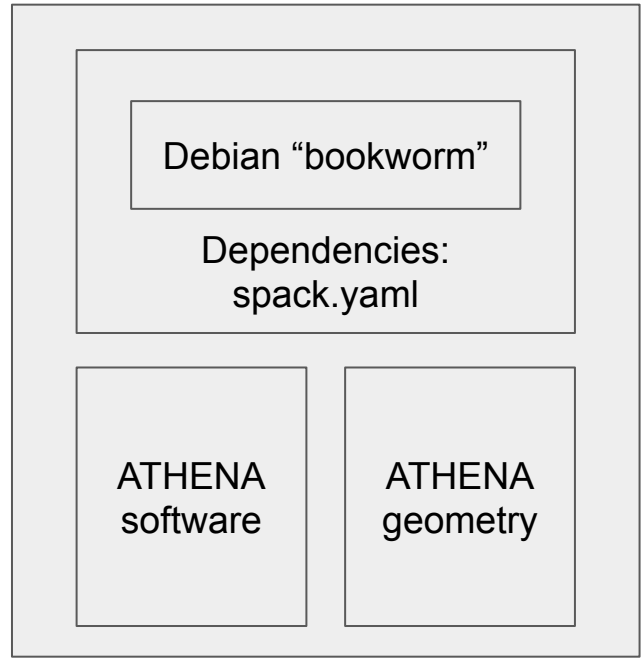 Debian “bookworm”
Dependencies:
spack.yaml
ATHENA
software
ATHENA
geometry